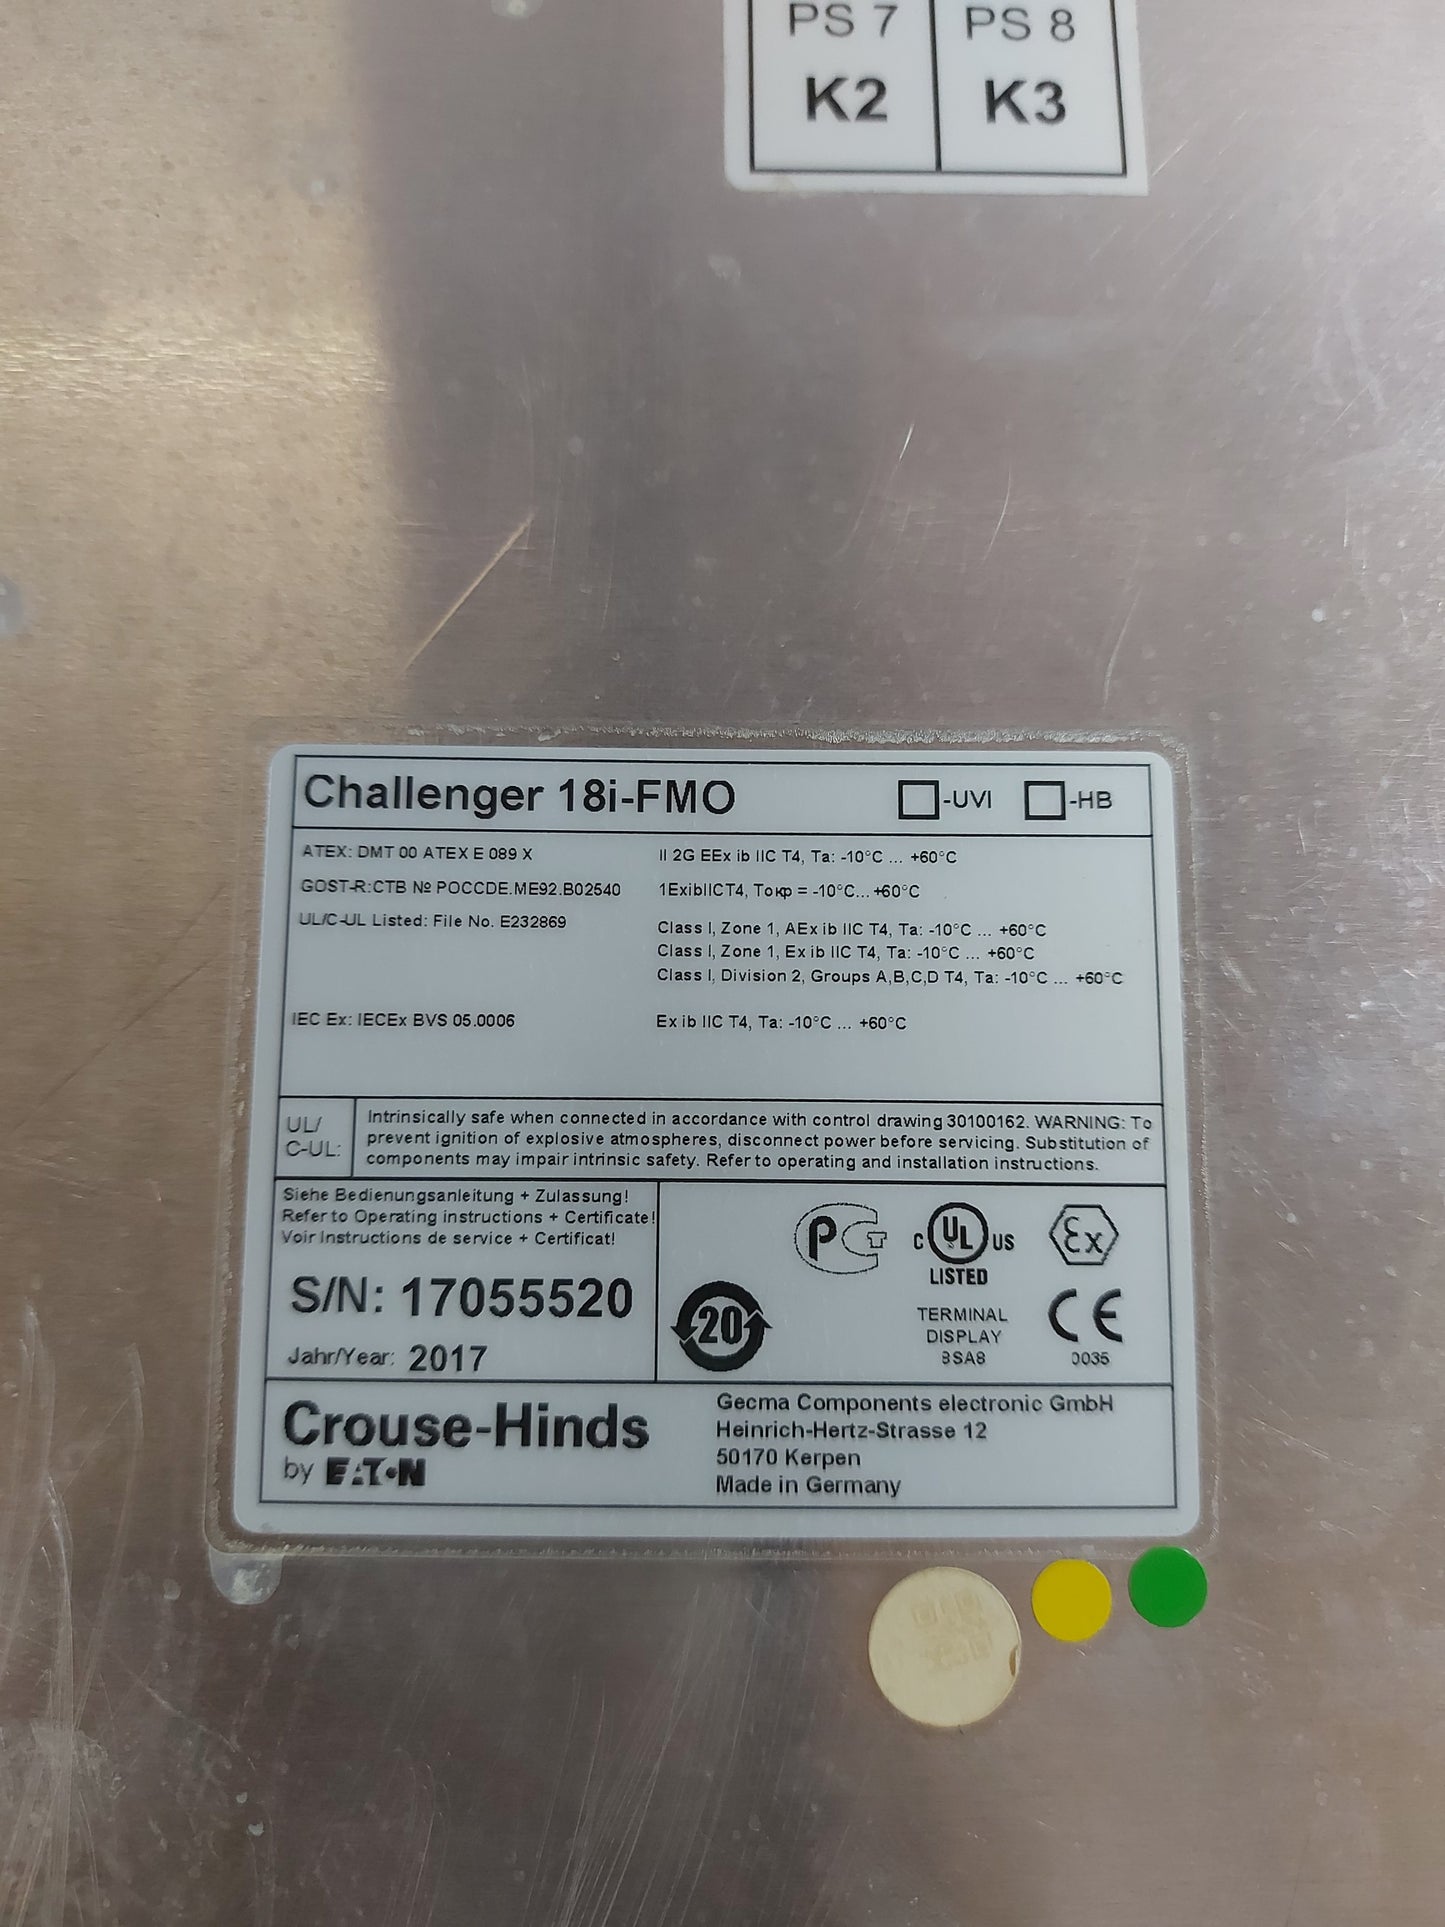 PS 7 PS 8
K2 K3
Challenger 18i-FMO -UVI -HB
ATEX: DMT 00 ATEX E 089 X II 2G EEx ib IIC T4, Ta: -10°C ... +60°C
GOST-R:CTB № POCCDE.ME92.B02540 1ExibIICT4, Токр = -10°C... +60°C
UL/C-UL Listed: File No. E232869 Class I, Zone 1, AEx ib IIC T4, Ta: -10°C ... +60°C
Class I, Zone 1, Ex ib IIC T4, Ta: -10°C ... +60°C
Class I, Division 2, Groups A,B,C,D T4, Ta: -10°C ... +60°C
IEC Ex: IECEx BVS 05.0006 Ex ib IIC T4, Ta: -10°C ... +60°C
UL/
C-UL:
Intrinsically safe when connected in accordance with control drawing 30100162. WARNING: To
prevent ignition of explosive atmospheres, disconnect power before servicing. Substitution of
components may impair intrinsic safety. Refer to operating and installation instructions.
Siehe Bedienungsanleitung + Zulassung!
Refer to Operating instructions + Certificate!
Voir Instructions de service + Certificat!
S/N: 17055520
Jahr/Year: 2017
20
PCT
C UL US
LISTED
TERMINAL
DISPLAY
8SA8
Ex
CE
0035
Crouse-Hinds
by EATON
Gecma Components electronic GmbH
Heinrich-Hertz-Strasse 12
50170 Kerpen
Made in Germany